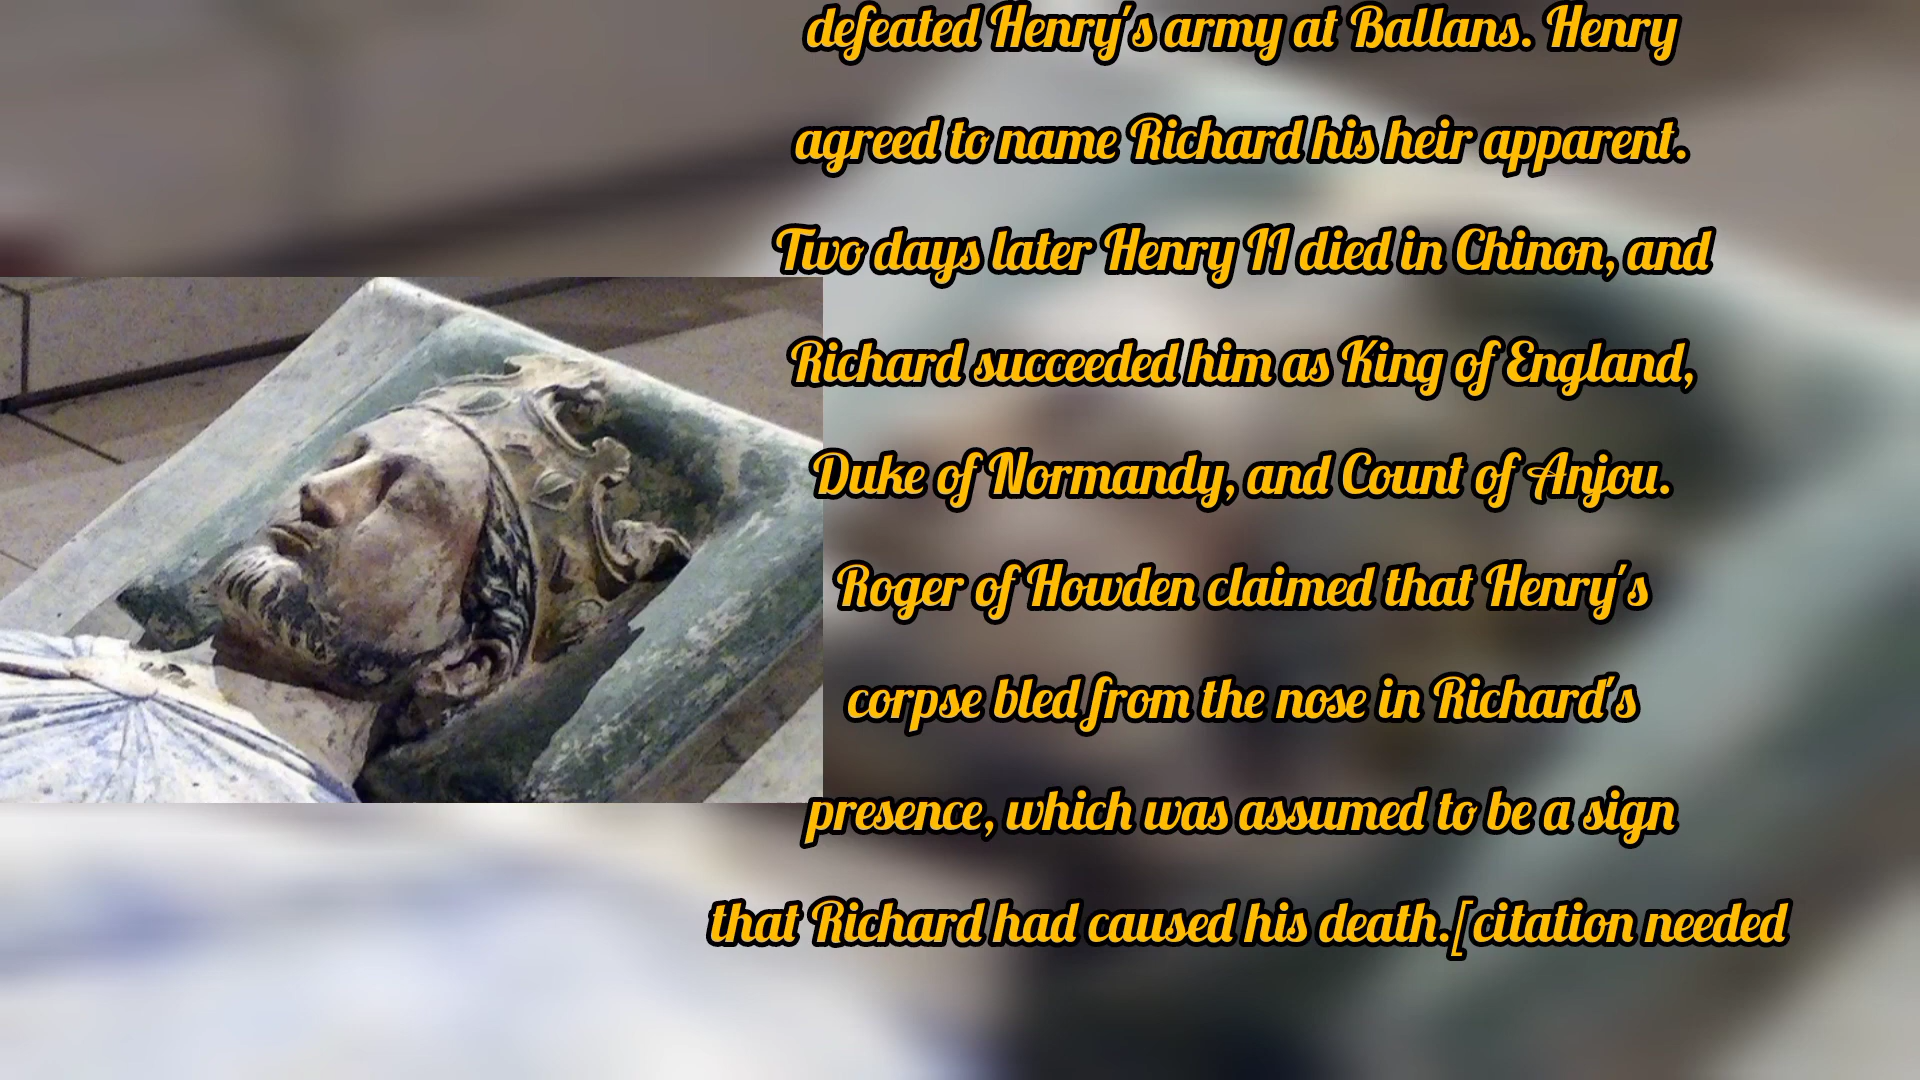 defeated Henry's army at Ballans. Henry
agreed to name Richard his heir apparent.
Two days later Henry II died in Chinon, and
Richard succeeded him as King of England,
Duke of Normandy, and Count of Anjou.
Roger of Howden claimed that Henry's
corpse bled from the nose in Richard's
presence, which was assumed to be a sign
that Richard had caused his death.[citation needed